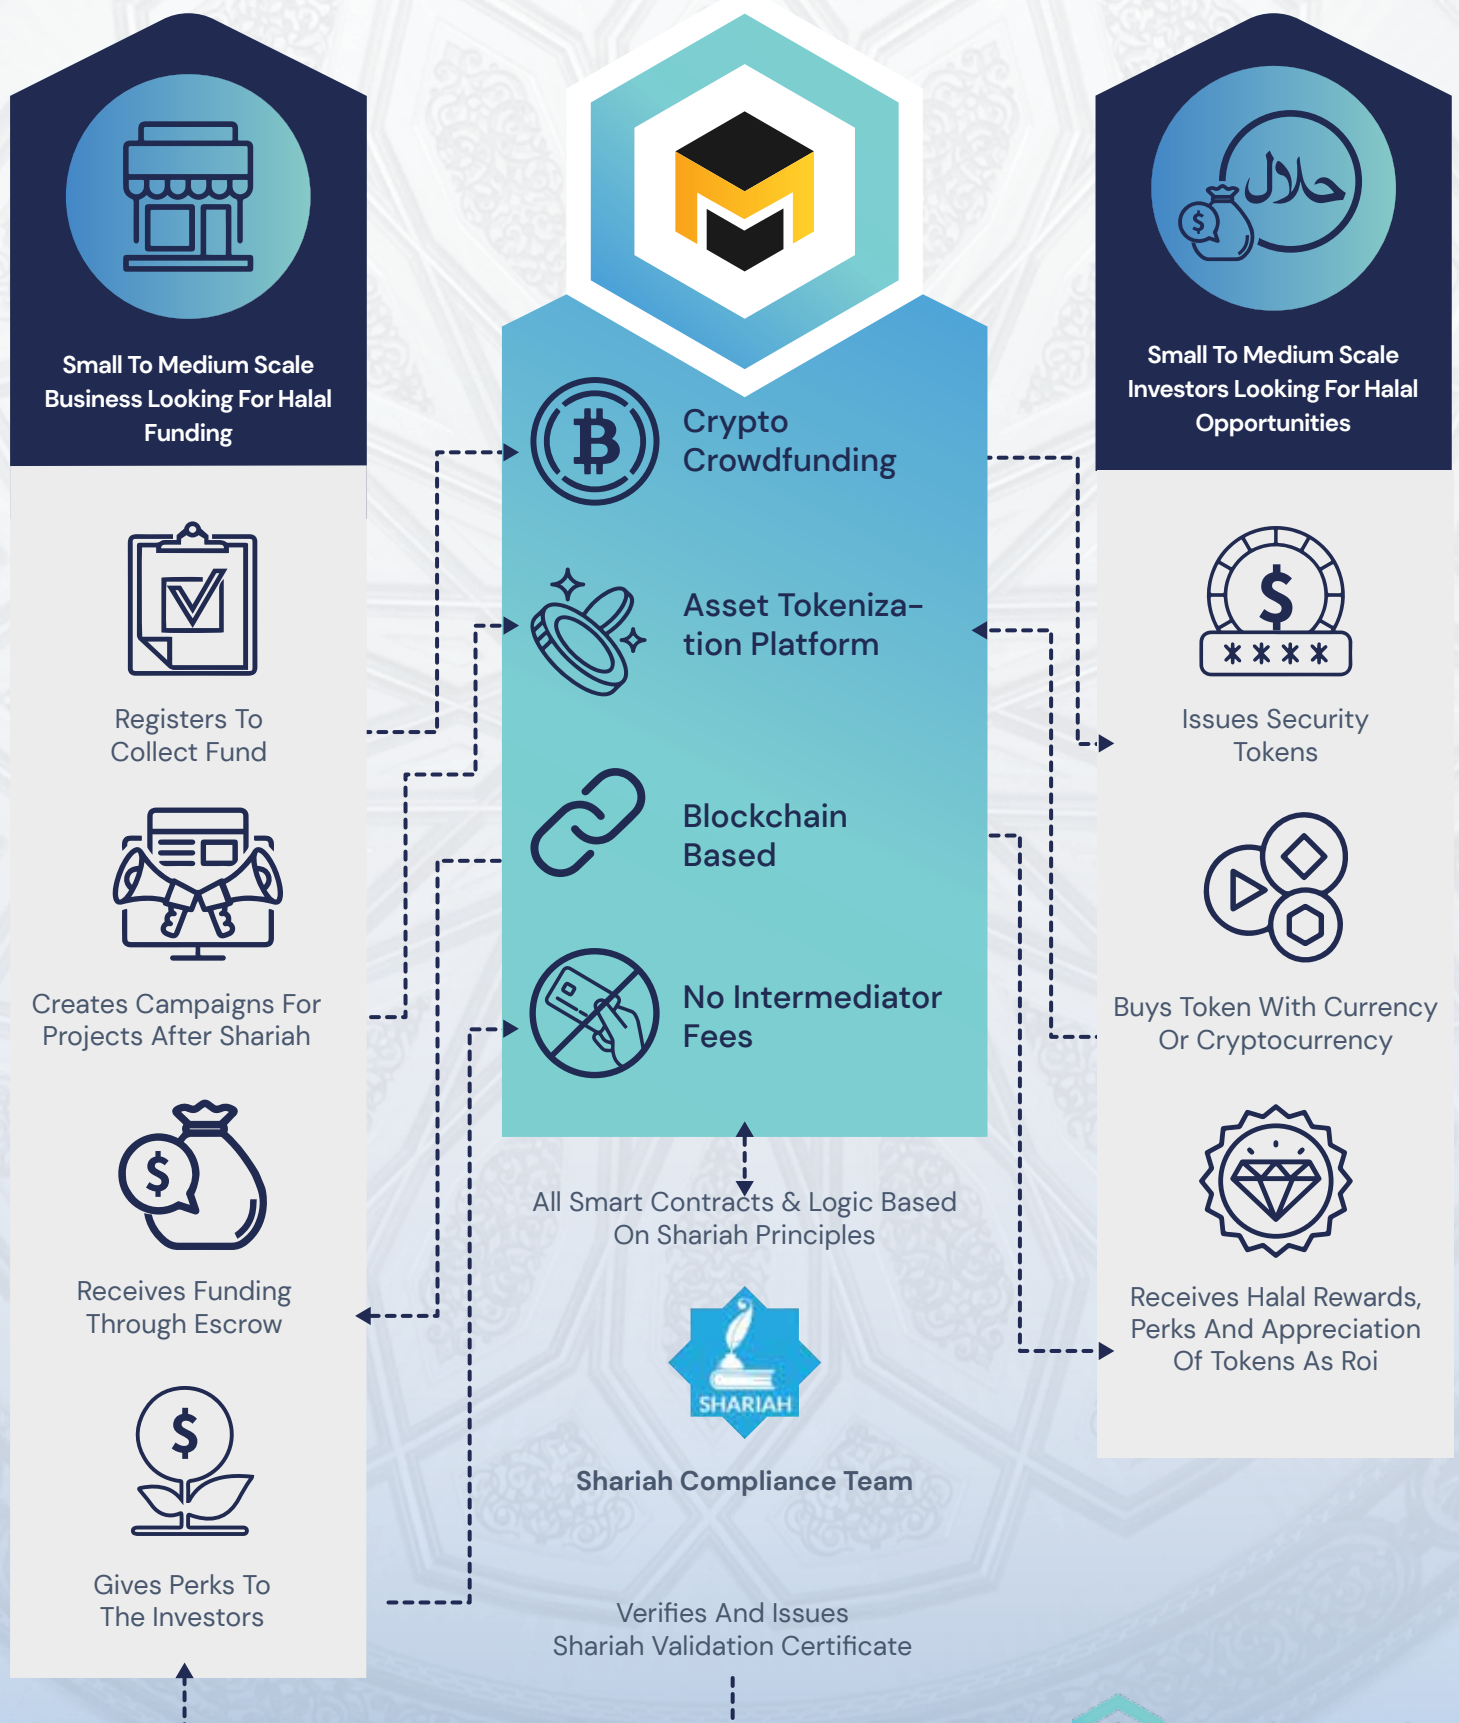 Small To Medium Scale
Business Looking For Halal
Funding
Registers To
Collect Fund
Creates Campaigns For
Projects After Shariah
$
Receives Funding
Through Escrow
$
Gives Perks To
The Investors
Crypto
Crowdfunding
Asset Tokeniza-
tion Platform
Blockchain
Based
No Intermediator
Fees
All Smart Contracts & Logic Based
On Shariah Principles
SHARIAH
Shariah Compliance Team
Verifies And Issues
Shariah Validation Certificate
حلال
$
Small To Medium Scale
Investors Looking For Halal
Opportunities
$
****
Issues Security
Tokens
Buys Token With Currency
Or Cryptocurrency
Receives Halal Rewards,
Perks And Appreciation
Of Tokens As Roi